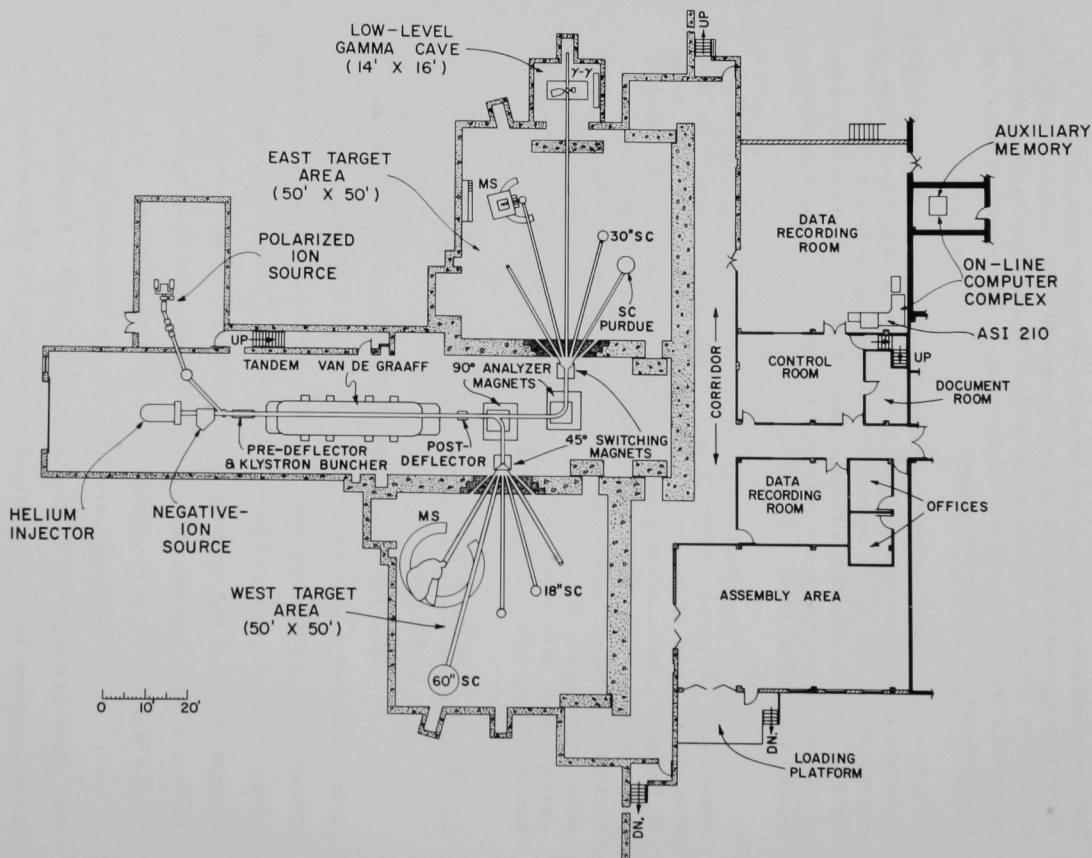 LOW-LEVEL
GAMMA CAVE
(14' X 16')
γ-γ
UP
EAST TARGET
AREA
(50' X 50')
MS
30" SC
SC
PURDUE
POLARIZED
ION
SOURCE
UP
TANDEM VAN DE GRAAFF
90° ANALYZER
MAGNETS
PRE-DEFLECTOR
& KLYSTRON BUNCHER
POST-
DEFLECTOR
45° SWITCHING
MAGNETS
HELIUM
INJECTOR
NEGATIVE-
ION
SOURCE
MS
WEST TARGET
AREA
(50' X 50')
18" SC
60" SC
0 10' 20'
CORRIDOR
DATA
RECORDING
ROOM
AUXILIARY
MEMORY
ON-LINE
COMPUTER
COMPLEX
ASI 210
CONTROL
ROOM
UP
DOCUMENT
ROOM
DATA
RECORDING
ROOM
OFFICES
ASSEMBLY AREA
DN.
LOADING
PLATFORM
DN.